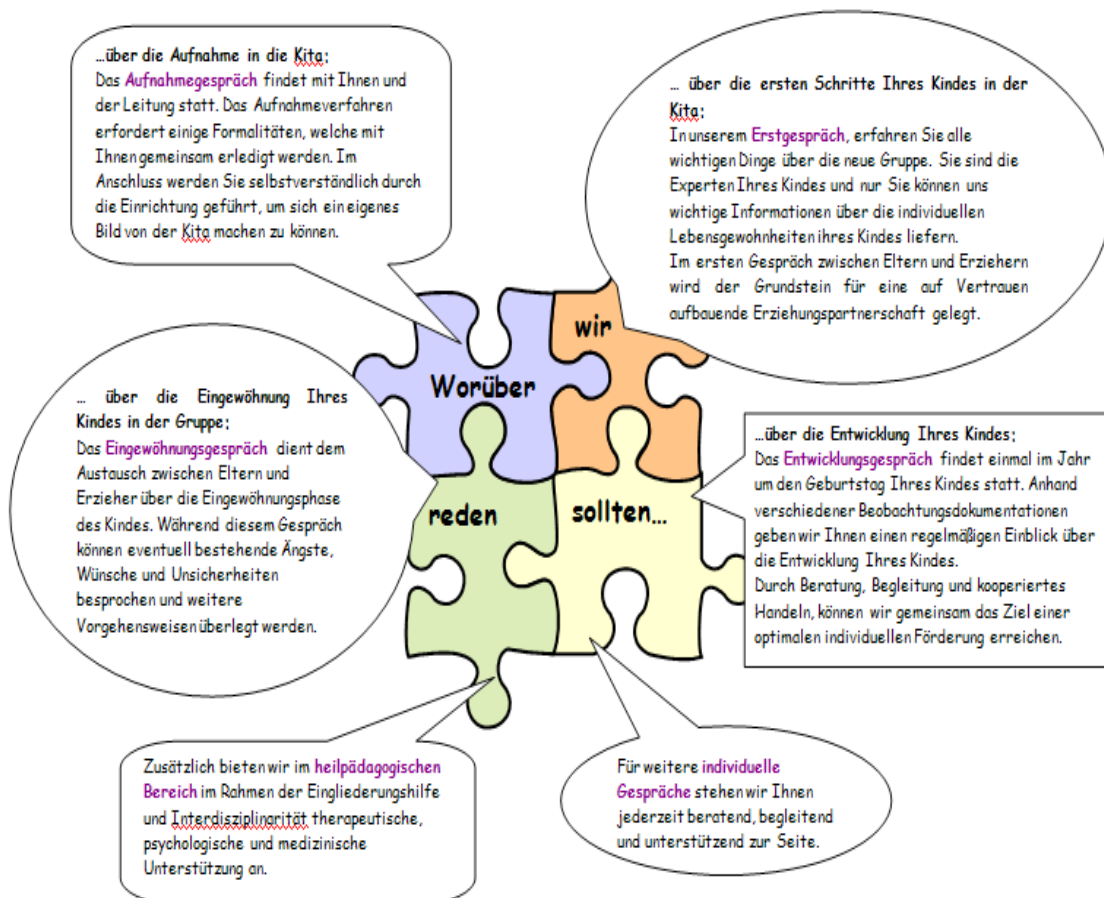 …über die Aufnahme in die Kita:
Das Aufnahmegespräch findet mit Ihnen und
der Leitung statt. Das Aufnahmeverfahren
erfordert einige Formalitäten, welche mit
Ihnen gemeinsam erledigt werden. Im
Anschluss werden Sie selbstverständlich durch
die Einrichtung geführt, um sich ein eigenes
Bild von der Kita machen zu können.
… über die ersten Schritte Ihres Kindes in der
Kita:
In unserem Erstgespräch, erfahren Sie alle
wichtigen Dinge über die neue Gruppe. Sie sind die
Experten Ihres Kindes und nur Sie können uns
wichtige Informationen über die individuellen
Lebensgewohnheiten ihres Kindes liefern.
Im ersten Gespräch zwischen Eltern und Erziehern
wird der Grundstein für eine auf Vertrauen
aufbauende Erziehungspartnerschaft gelegt.
Worüber
wir
reden
sollten…
… über die Eingewöhnung Ihres
Kindes in der Gruppe:
Das Eingewöhnungsgespräch dient dem
Austausch zwischen Eltern und
Erzieher über die Eingewöhnungsphase
des Kindes. Während diesem Gespräch
können eventuell bestehende Ängste,
Wünsche und Unsicherheiten
besprochen und weitere
Vorgehensweisen überlegt werden.
…über die Entwicklung Ihres Kindes:
Das Entwicklungsgespräch findet einmal im Jahr
um den Geburtstag Ihres Kindes statt. Anhand
verschiedener Beobachtungsdokumentationen
geben wir Ihnen einen regelmäßigen Einblick über
die Entwicklung Ihres Kindes.
Durch Beratung, Begleitung und kooperiertes
Handeln, können wir gemeinsam das Ziel einer
optimalen individuellen Förderung erreichen.
Zusätzlich bieten wir im heilpädagogischen
Bereich im Rahmen der Eingliederungshilfe
und Interdisziplinarität therapeutische,
psychologische und medizinische
Unterstützung an.
Für weitere individuelle
Gespräche stehen wir Ihnen
jederzeit beratend, begleitend
und unterstützend zur Seite.